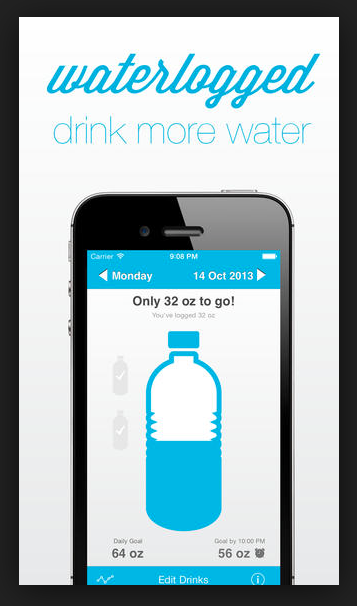 waterlogged
drink more water
Carrier 9:08 PM
Monday 14 Oct 2013
Only 32 oz to go!
You've logged 32 oz
Daily Goal Goal by 10:00 PM
64 oz 56 oz
Edit Drinks